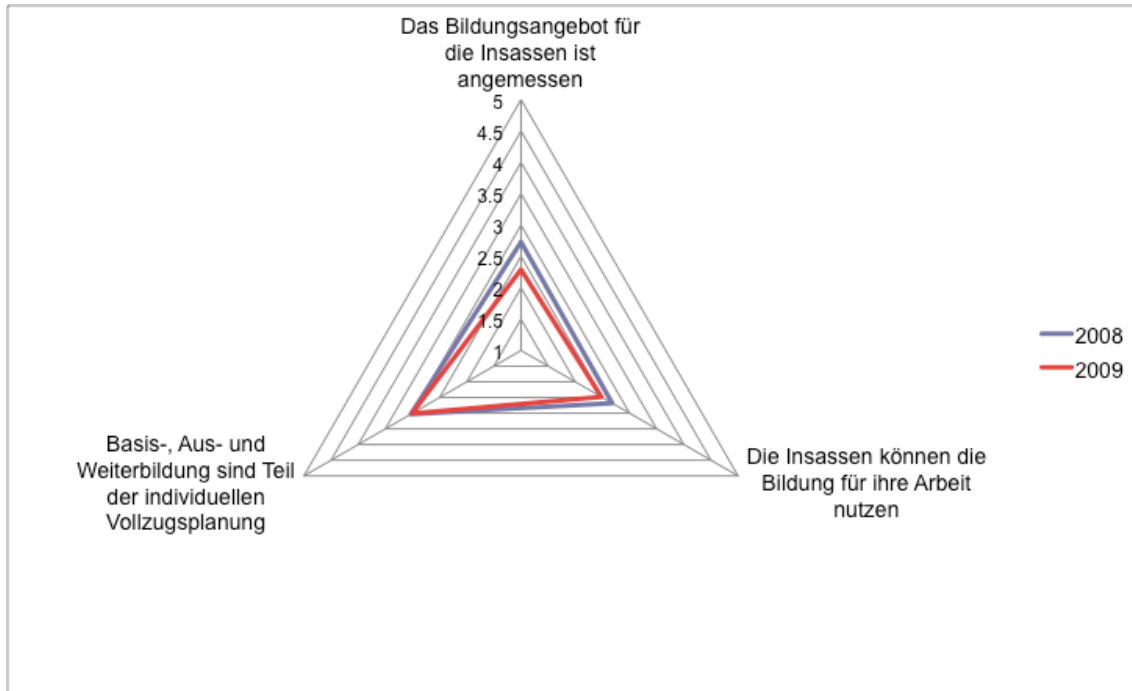 Das Bildungsangebot für
die Insassen ist
angemessen
5
4.5
4
3.5
3
2.5
2
1.5
1
2008
2009
Basis-, Aus- und
Weiterbildung sind Teil
der individuellen
Vollzugsplanung
Die Insassen können die
Bildung für ihre Arbeit
nutzen